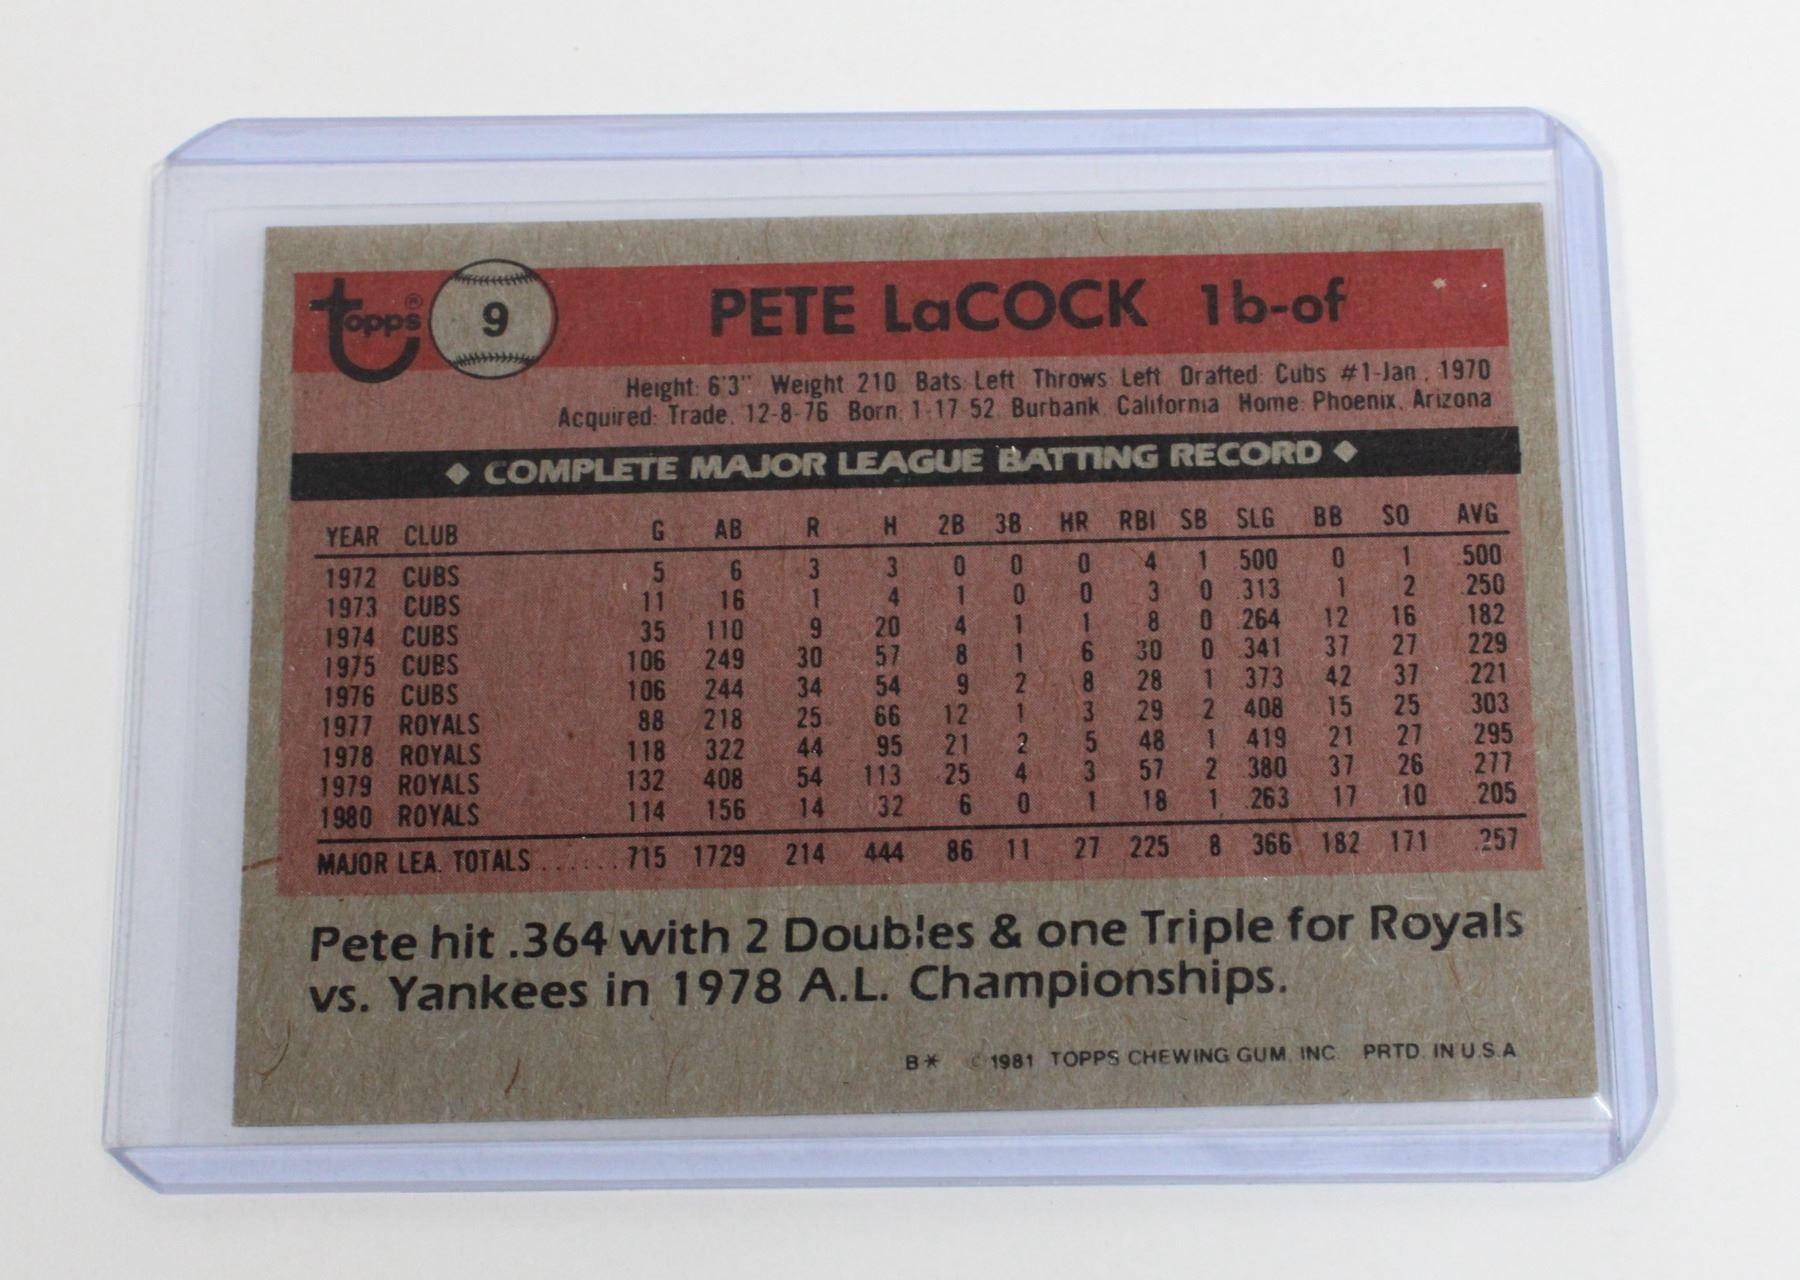 topps ® 9 PETE LaCOCK 1b-of
Height: 6'3" Weight: 210 Bats: Left Throws: Left Drafted: Cubs #1-Jan., 1970
Acquired: Trade, 12-8-76 Born: 1-17-52, Burbank, California Home: Phoenix, Arizona
◆ COMPLETE MAJOR LEAGUE BATTING RECORD ◆
YEAR CLUB G AB R H 2B 3B HR RBI SB SLG BB SO AVG
1972 CUBS 5 6 3 3 0 0 0 4 1 .500 0 1 .500
1973 CUBS 11 16 1 4 1 0 0 3 0 .313 1 2 .250
1974 CUBS 35 110 9 20 4 1 1 8 0 .264 12 16 .182
1975 CUBS 106 249 30 57 8 1 6 30 0 .341 37 27 .229
1976 CUBS 106 244 34 54 9 2 8 28 1 .373 42 37 .221
1977 ROYALS 88 218 25 66 12 1 3 29 2 .408 15 25 .303
1978 ROYALS 118 322 44 95 21 2 5 48 1 .419 21 27 .295
1979 ROYALS 132 408 54 113 25 4 3 57 2 .380 37 26 .277
1980 ROYALS 114 156 14 32 6 0 1 18 1 .263 17 10 .205
MAJOR LEA. TOTALS ...... 715 1729 214 444 86 11 27 225 8 .366 182 171 .257
Pete hit .364 with 2 Doubles & one Triple for Royals
vs. Yankees in 1978 A.L. Championships.
B* © 1981 TOPPS CHEWING GUM, INC. PRTD. IN U.S.A.